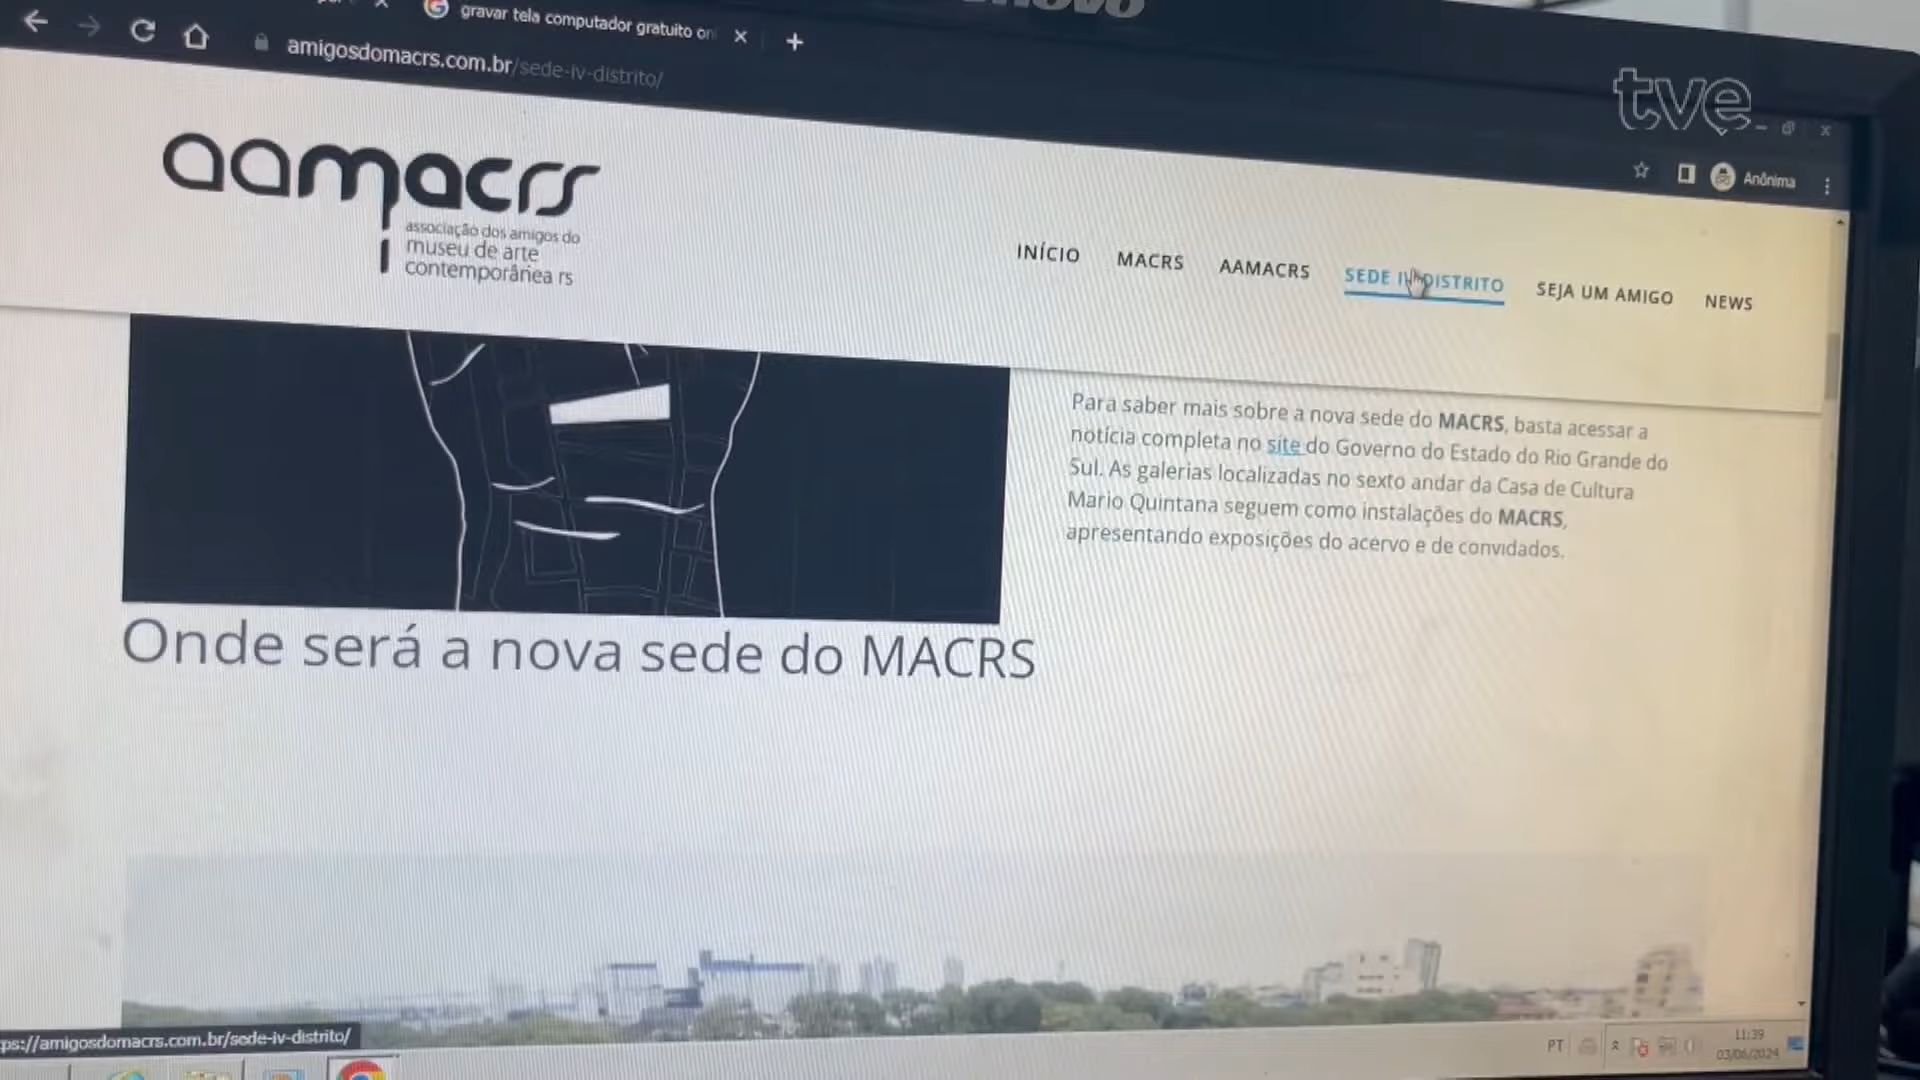 gravar tela computador gratuito on
amigosdomacrs.com.br/sede-iv-distrito/
tve
Anônima
aamacrs
associação dos amigos do
museu de arte
contemporânea rs
INÍCIO MACRS AAMACRS SEDE IV DISTRITO SEJA UM AMIGO NEWS
Para saber mais sobre a nova sede do MACRS, basta acessar a
notícia completa no site do Governo do Estado do Rio Grande do
Sul. As galerias localizadas no sexto andar da Casa de Cultura
Mario Quintana seguem como instalações do MACRS,
apresentando exposições do acervo e de convidados.
Onde será a nova sede do MACRS
ps://amigosdomacrs.com.br/sede-iv-distrito/
PT
11:39
03/06/2024